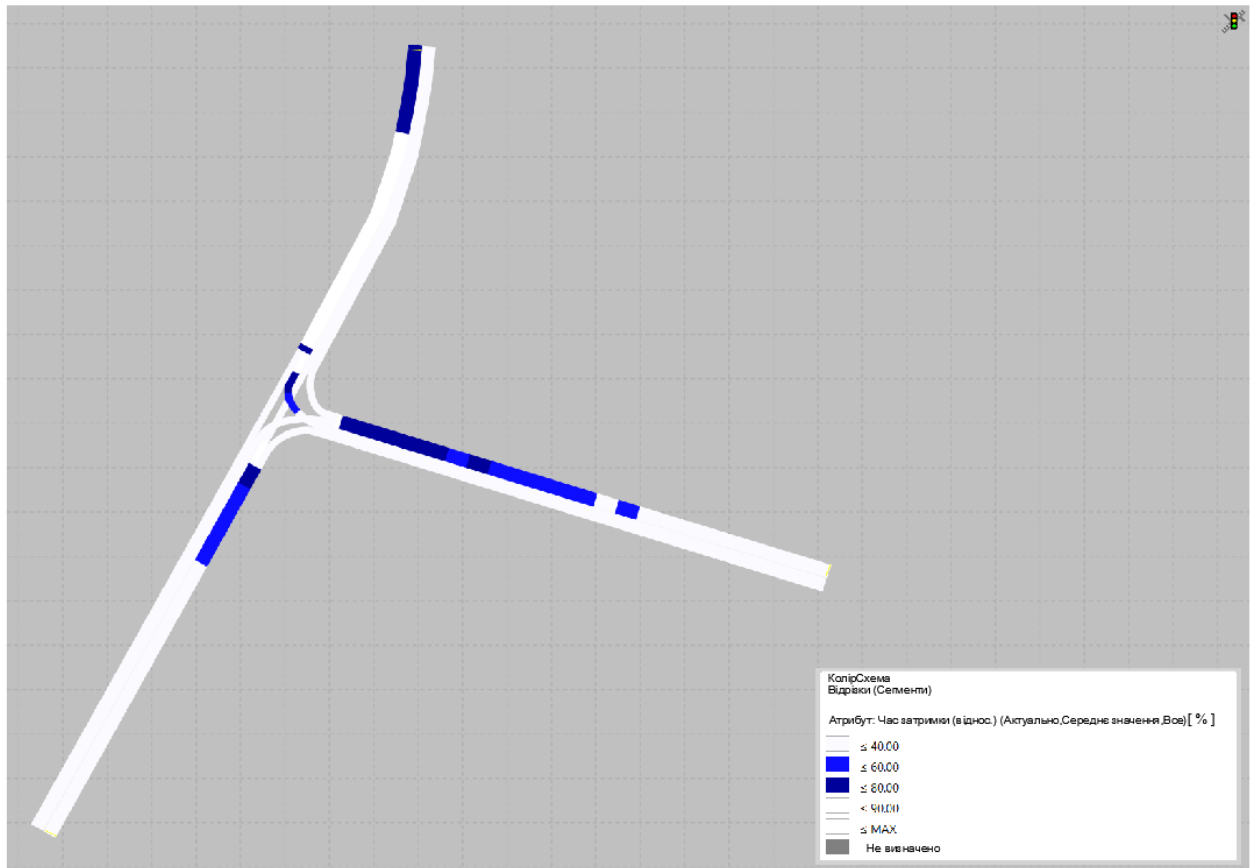 КолірСхема
Відрізки (Сегменти)
Атрибут: Час затримки (віднос.) (Актуально,Середнє значення,Все)[ % ]
≤ 40.00
≤ 60.00
≤ 80.00
< 90.00
≤ MAX
Не визначено